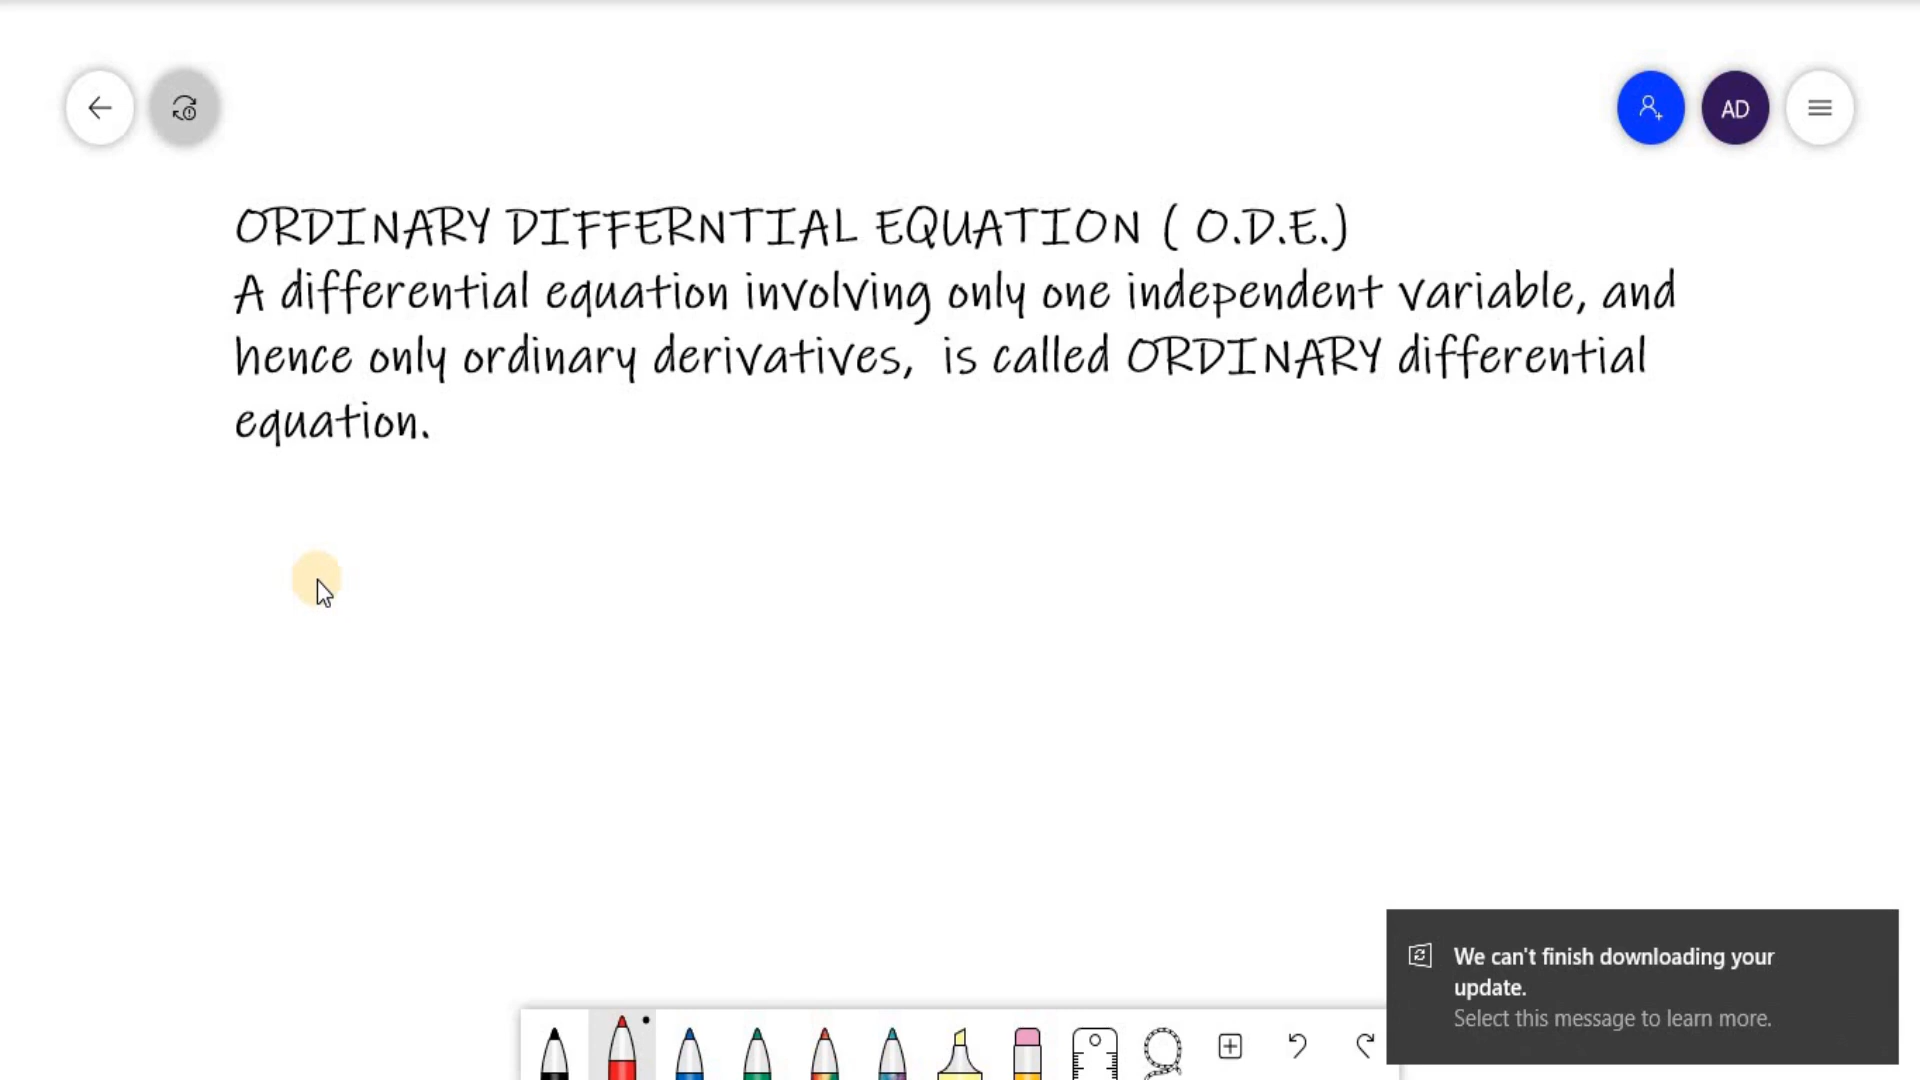 AD
ORDINARY DIFFERNTIAL EQUATION ( O.D.E.)
A differential equation involving only one independent variable, and
hence only ordinary derivatives, is called ORDINARY differential
equation.
We can't finish downloading your
update.
Select this message to learn more.